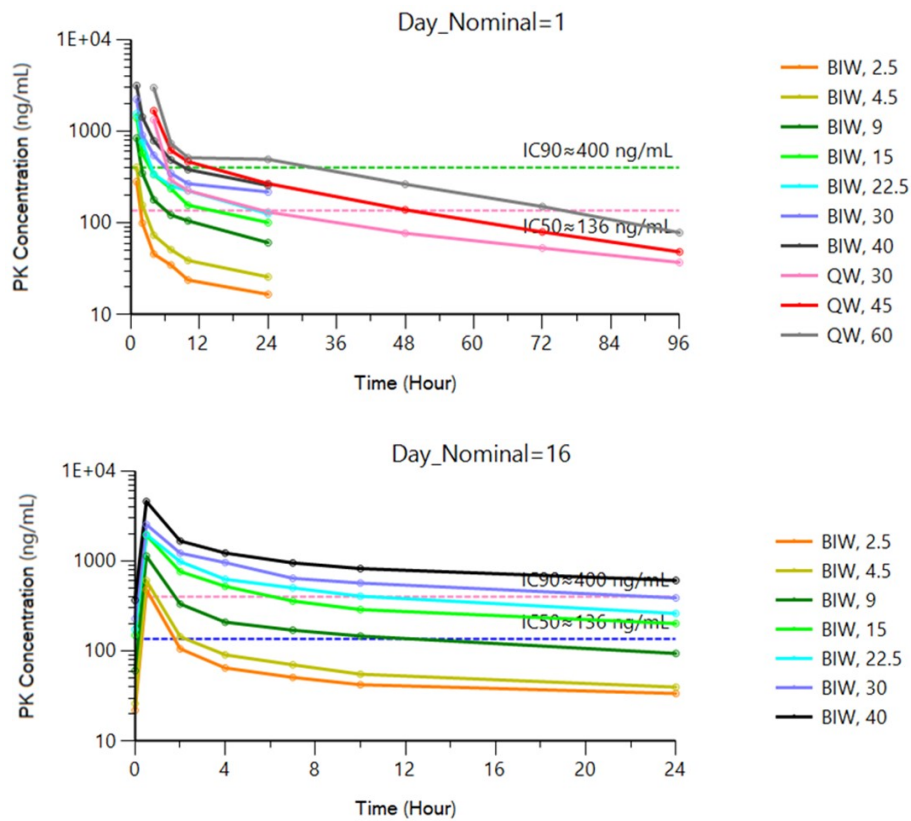 Day_Nominal=1
PK Concentration (ng/mL)
1E+04
1000
100
10
IC90≈400 ng/mL
IC50≈136 ng/mL
0 12 24 36 48 60 72 84 96
Time (Hour)
BIW, 2.5
BIW, 4.5
BIW, 9
BIW, 15
BIW, 22.5
BIW, 30
BIW, 40
QW, 30
QW, 45
QW, 60
Day_Nominal=16
PK Concentration (ng/mL)
1E+04
1000
100
10
IC90≈400 ng/mL
IC50≈136 ng/mL
0 4 8 12 16 20 24
Time (Hour)
BIW, 2.5
BIW, 4.5
BIW, 9
BIW, 15
BIW, 22.5
BIW, 30
BIW, 40